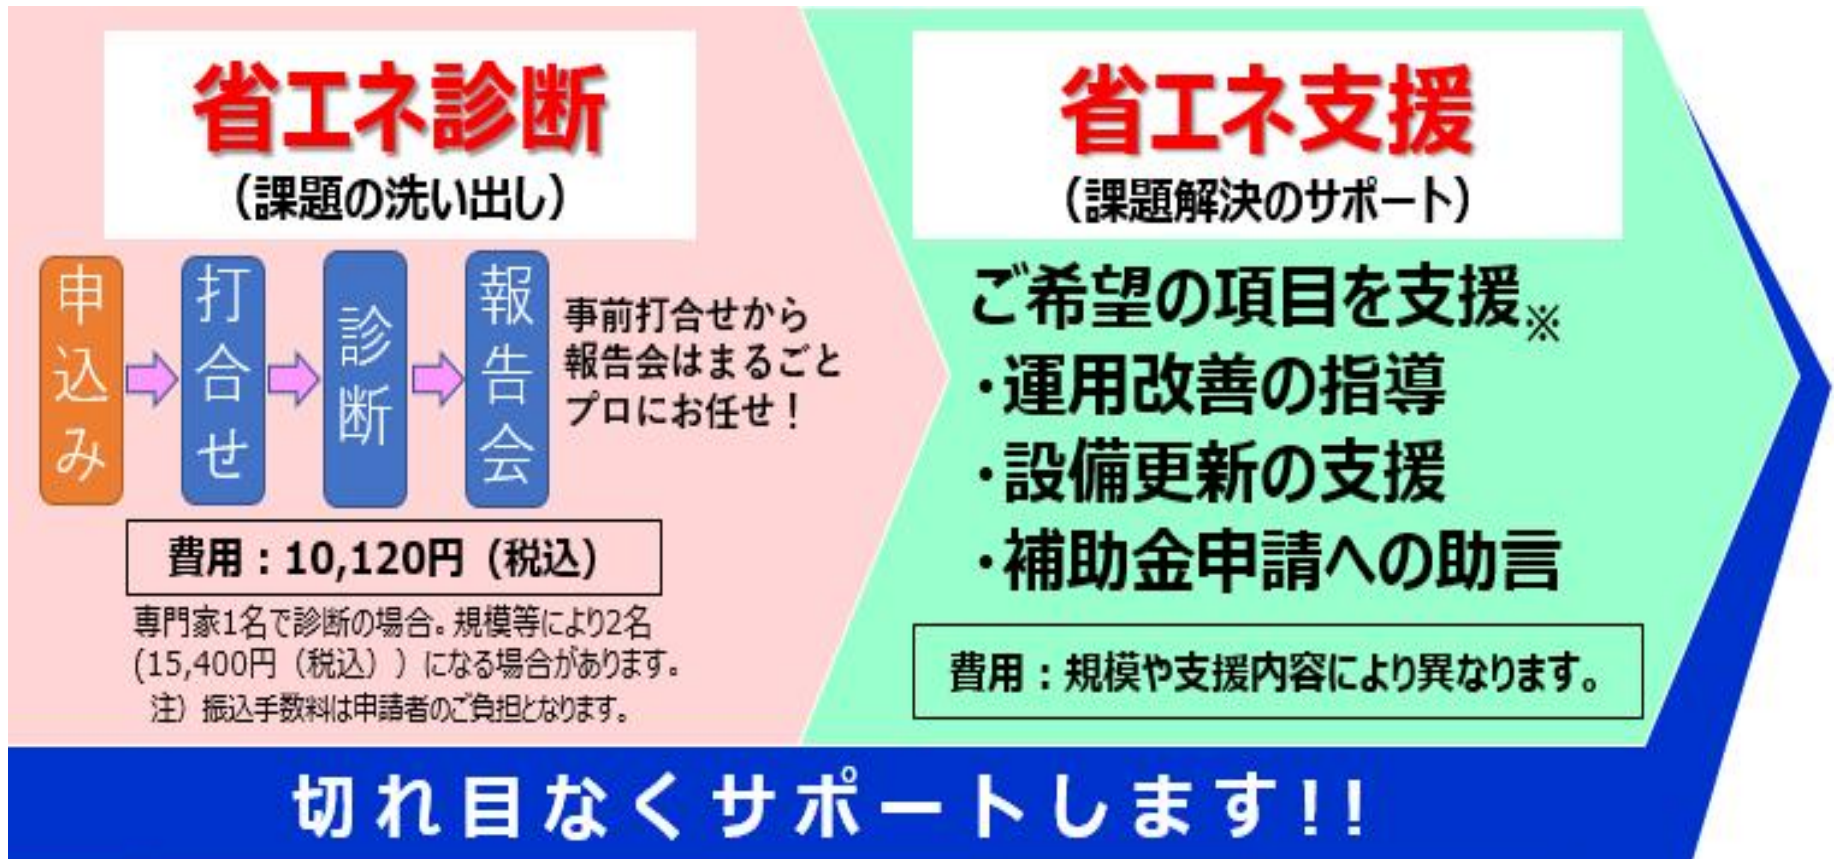 省エネ診断
（課題の洗い出し）
申込み
打合せ
診断
報告会
事前打合せから
報告会はまるごと
プロにお任せ！
費用：10,120円（税込）
専門家1名で診断の場合。規模等により2名
(15,400円（税込））になる場合があります。
注）振込手数料は申請者のご負担となります。
省エネ支援
（課題解決のサポート）
ご希望の項目を支援※
・運用改善の指導
・設備更新の支援
・補助金申請への助言
費用：規模や支援内容により異なります。
切れ目なくサポートします!!